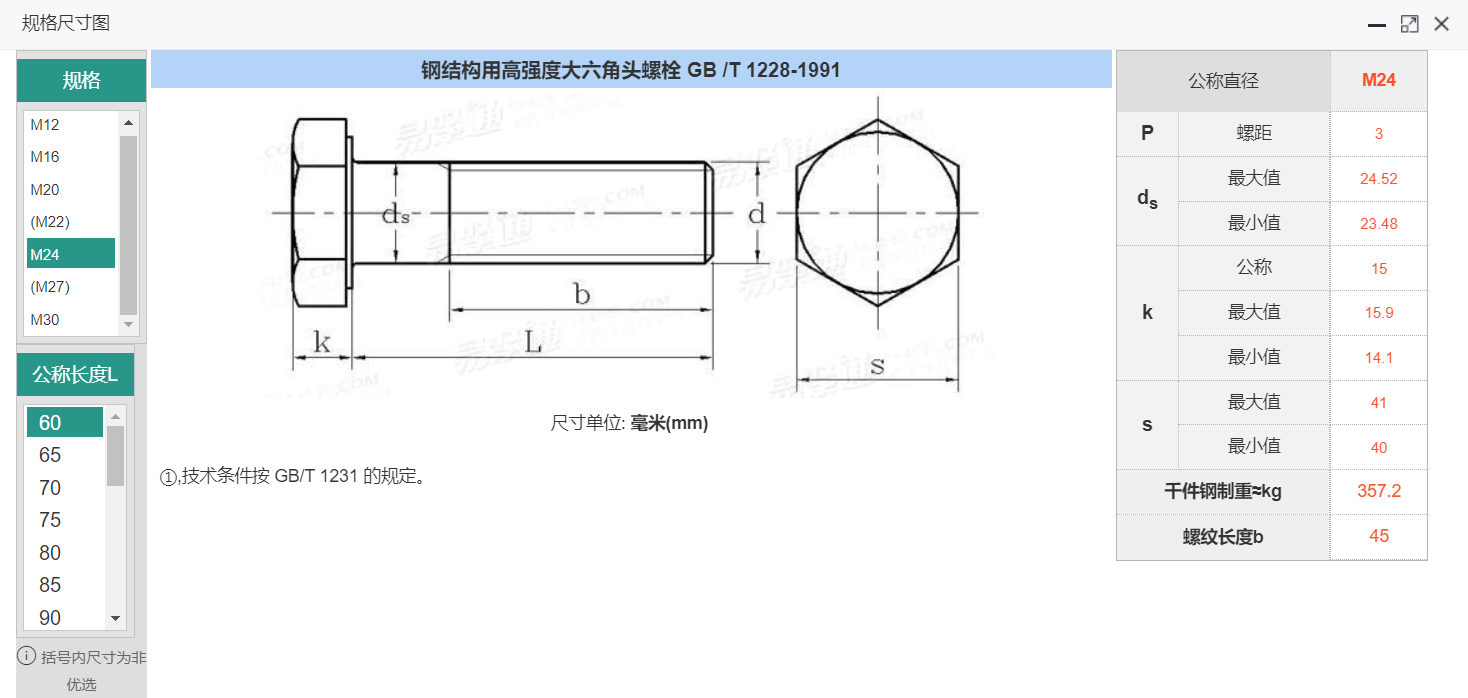 规格尺寸图
规格
M12
M16
M20
(M22)
M24
(M27)
M30
公称长度L
60
65
70
75
80
85
90
括号内尺寸为非
优选
钢结构用高强度大六角头螺栓 GB /T 1228-1991
ds
d
b
k
L
s
尺寸单位: 毫米(mm)
①,技术条件按 GB/T 1231 的规定。
公称直径 M24
P 螺距 3
ds 最大值 24.52
最小值 23.48
k 公称 15
最大值 15.9
最小值 14.1
s 最大值 41
最小值 40
千件钢制重≈kg 357.2
螺纹长度b 45